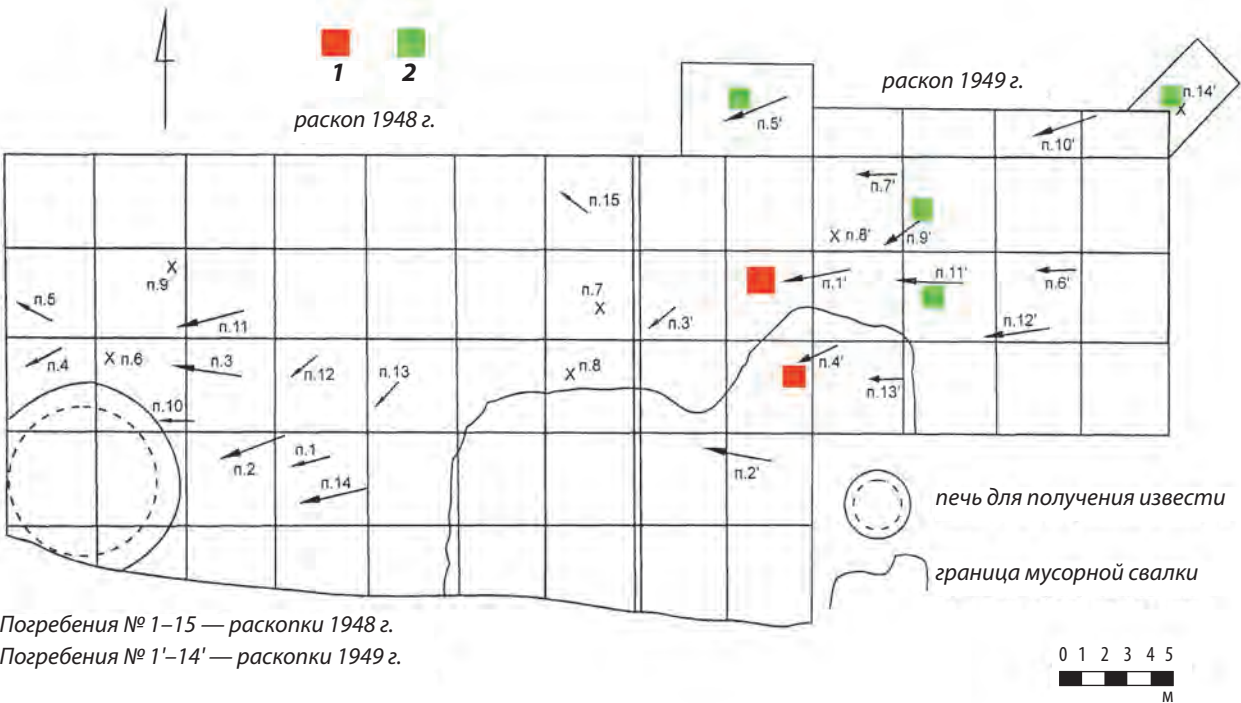 1 2
раскоп 1948 г.
раскоп 1949 г.
п.14'
п.5'
п.10'
п.7'
п.15
п.8'
п.9'
п.9
п.7
п.1'
п.11'
п.6'
п.5
п.11
п.3'
п.12'
п.4
п.6
п.3
п.12
п.13
п.8
п.4'
п.13'
п.10
п.2
п.1
п.14
п.2'
печь для получения извести
граница мусорной свалки
Погребения № 1–15 — раскопки 1948 г.
Погребения № 1'–14' — раскопки 1949 г.
0 1 2 3 4 5
м